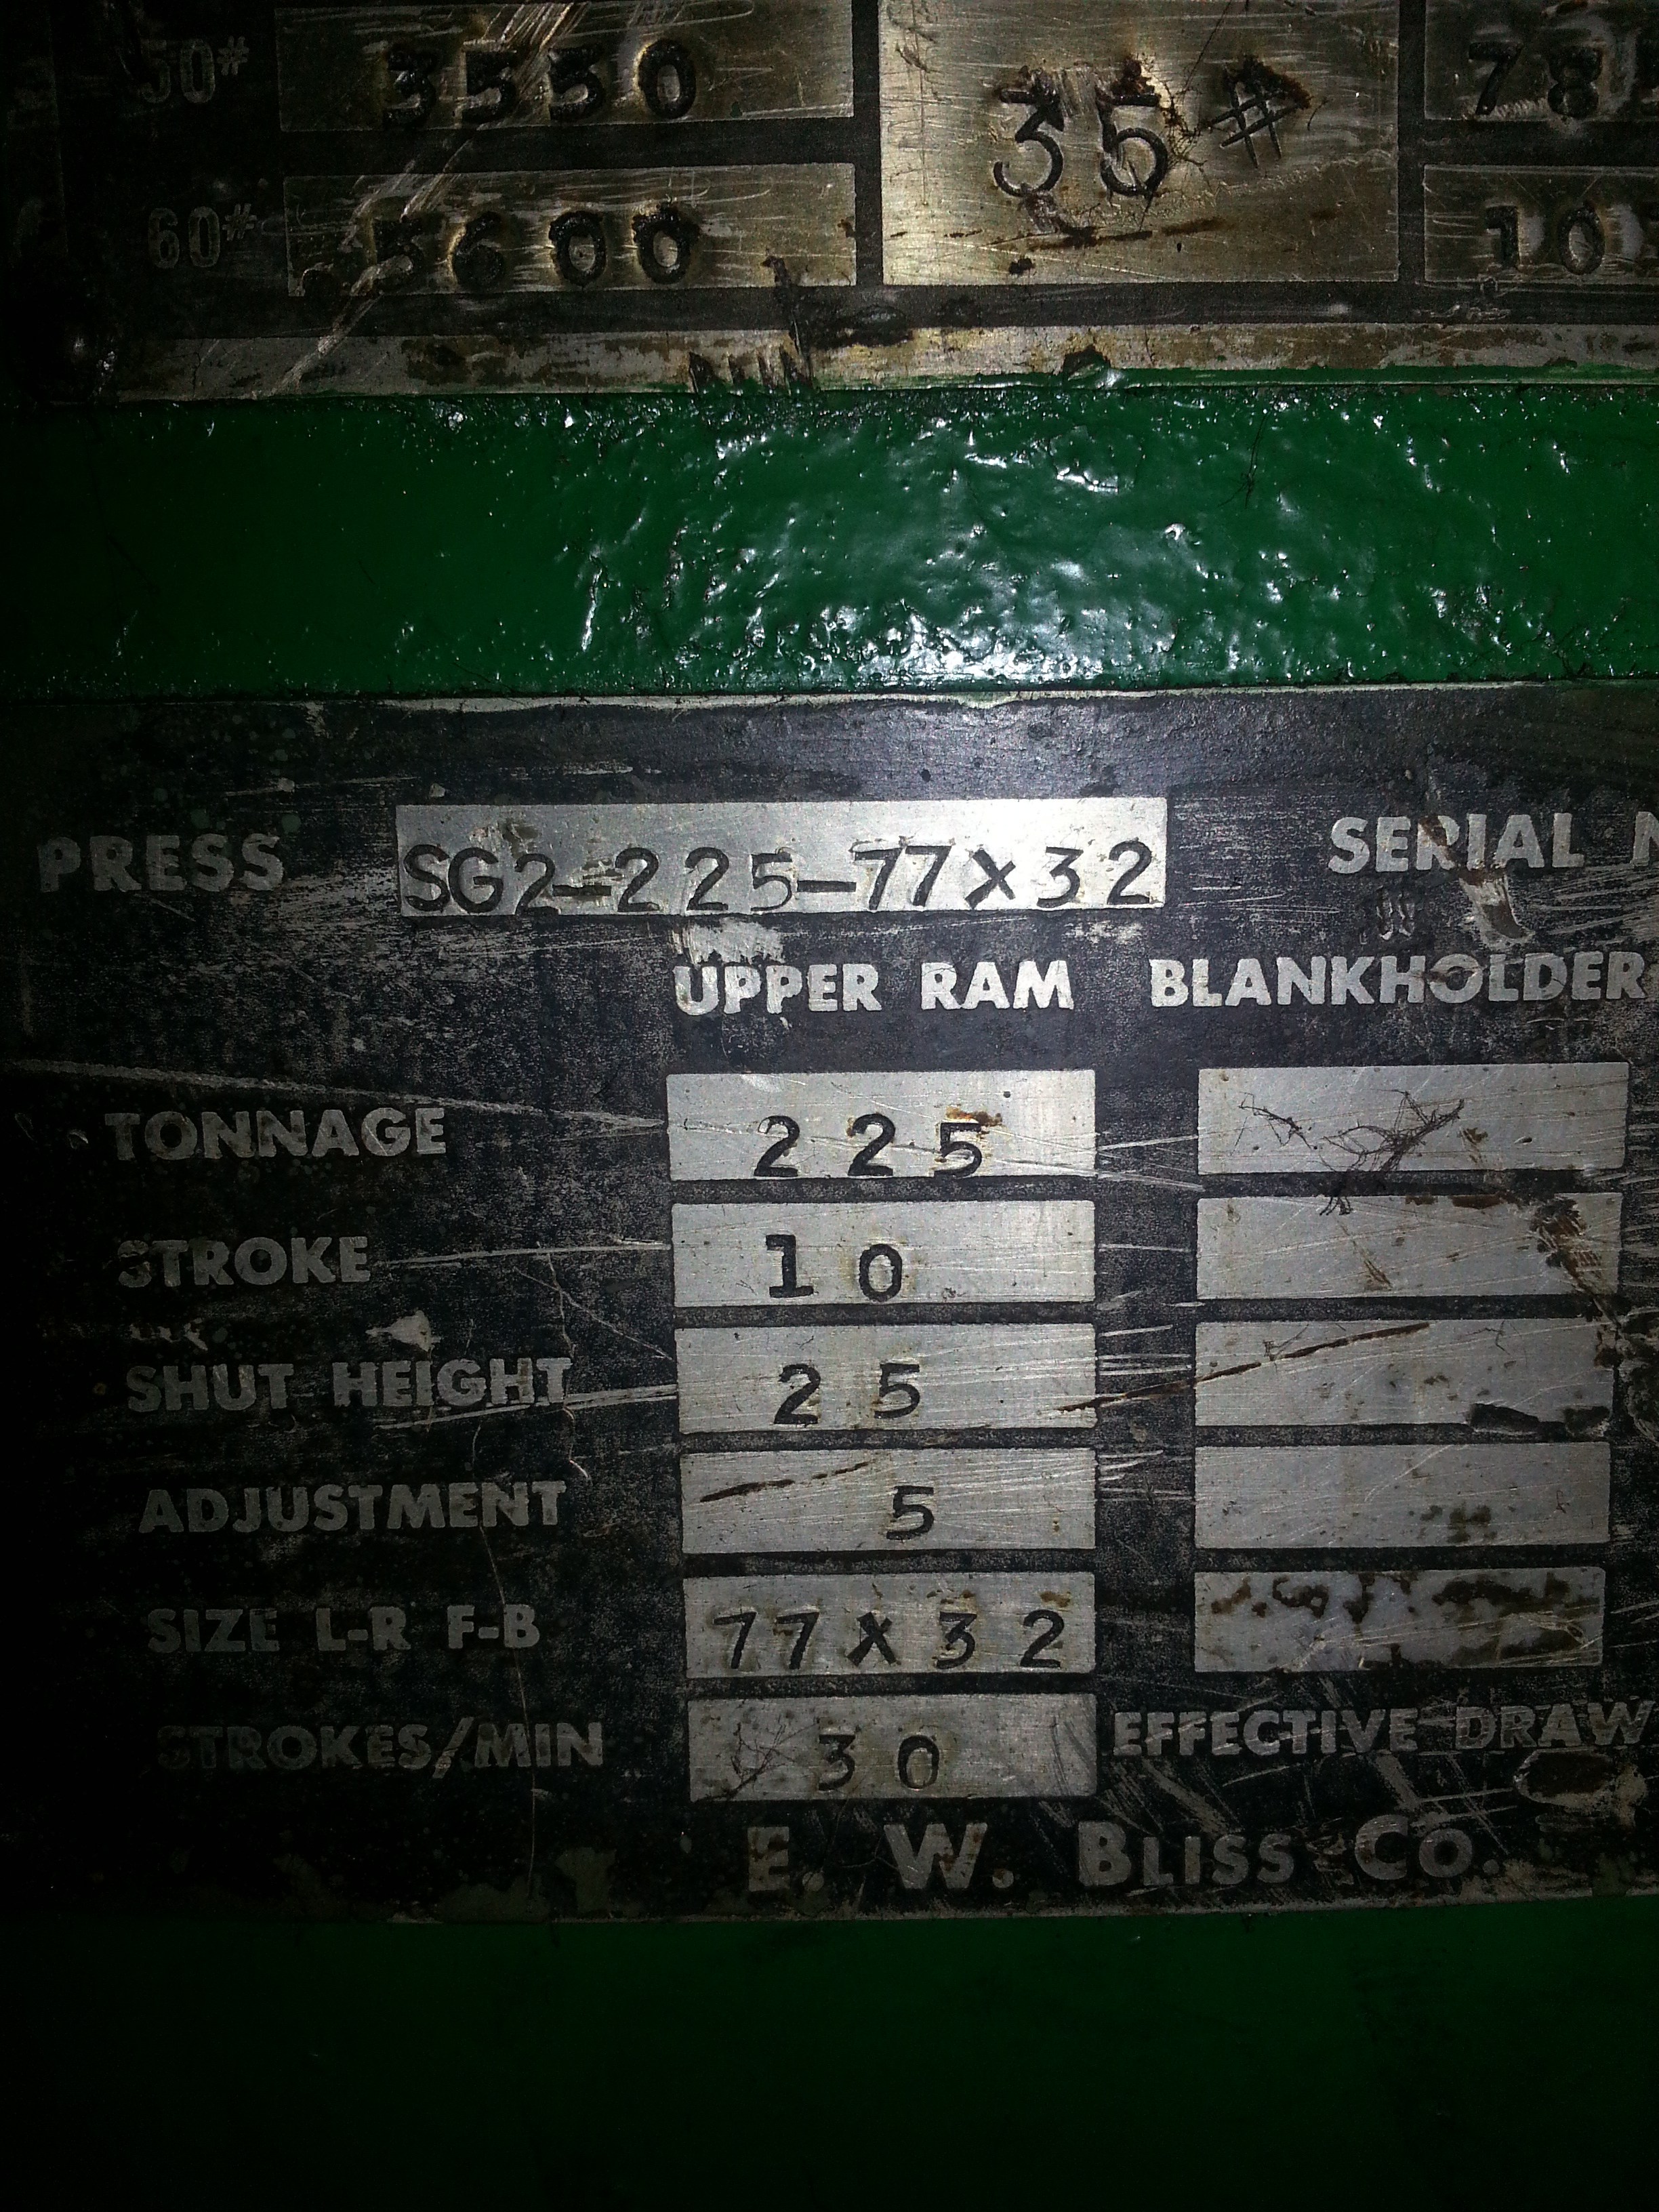 50# 3550 35# 78
60# 5600 10
PRESS SG2-225-77X32 SERIAL
UPPER RAM BLANKHOLDER
TONNAGE 225
STROKE 10
SHUT HEIGHT 25
ADJUSTMENT 5
SIZE L-R F-B 77X32
STROKES/MIN 30 EFFECTIVE DRAW
E. W. BLISS CO.